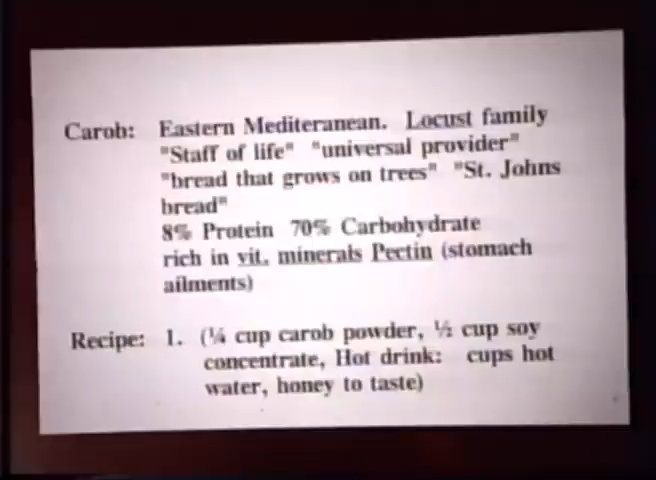 Carob: Eastern Mediteranean. Locust family
"Staff of life" "universal provider"
"bread that grows on trees" "St. Johns
bread"
8% Protein 70% Carbohydrate
rich in vit. minerals Pectin (stomach
ailments)
Recipe: 1. (¼ cup carob powder, ½ cup soy
concentrate, Hot drink: cups hot
water, honey to taste)